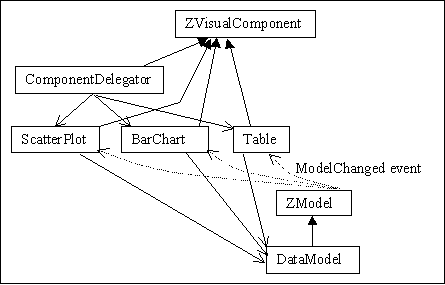 ZVisualComponent
ComponentDelegator
ScatterPlot
BarChart
Table
ModelChanged event
ZModel
DataModel